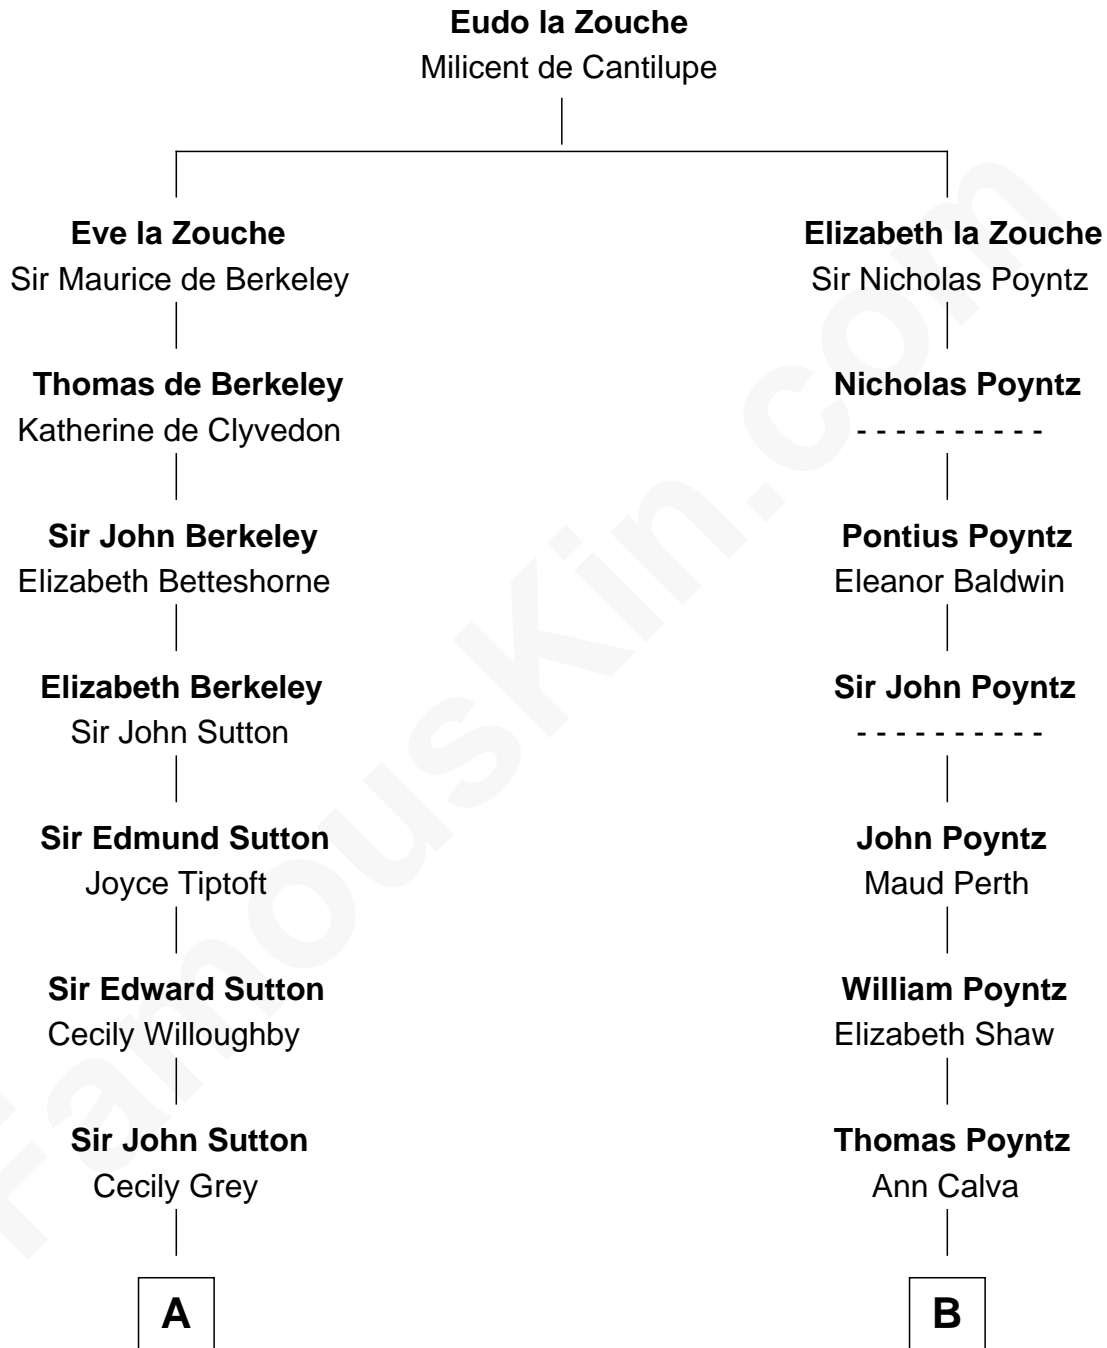 Eudo la Zouche
Milicent de Cantilupe
Eve la Zouche
Sir Maurice de Berkeley
Thomas de Berkeley
Katherine de Clyvedon
Sir John Berkeley
Elizabeth Betteshorne
Elizabeth Berkeley
Sir John Sutton
Sir Edmund Sutton
Joyce Tiptoft
Sir Edward Sutton
Cecily Willoughby
Sir John Sutton
Cecily Grey
A
Elizabeth la Zouche
Sir Nicholas Poyntz
Nicholas Poyntz
- - - - - - - - - -
Pontius Poyntz
Eleanor Baldwin
Sir John Poyntz
- - - - - - - - - -
John Poyntz
Maud Perth
William Poyntz
Elizabeth Shaw
Thomas Poyntz
Ann Calva
B
FamousKin.com